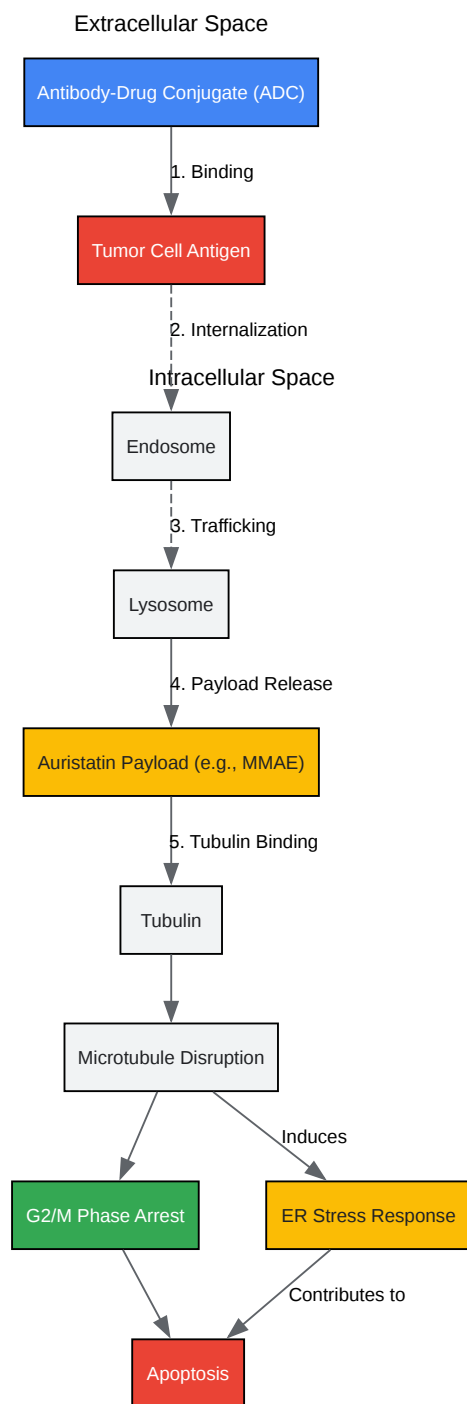 Extracellular Space
Antibody-Drug Conjugate (ADC)
1. Binding
Tumor Cell Antigen
2. Internalization
Intracellular Space
Endosome
3. Trafficking
Lysosome
4. Payload Release
Auristatin Payload (e.g., MMAE)
5. Tubulin Binding
Tubulin
Microtubule Disruption
Induces
G2/M Phase Arrest
ER Stress Response
Contributes to
Apoptosis